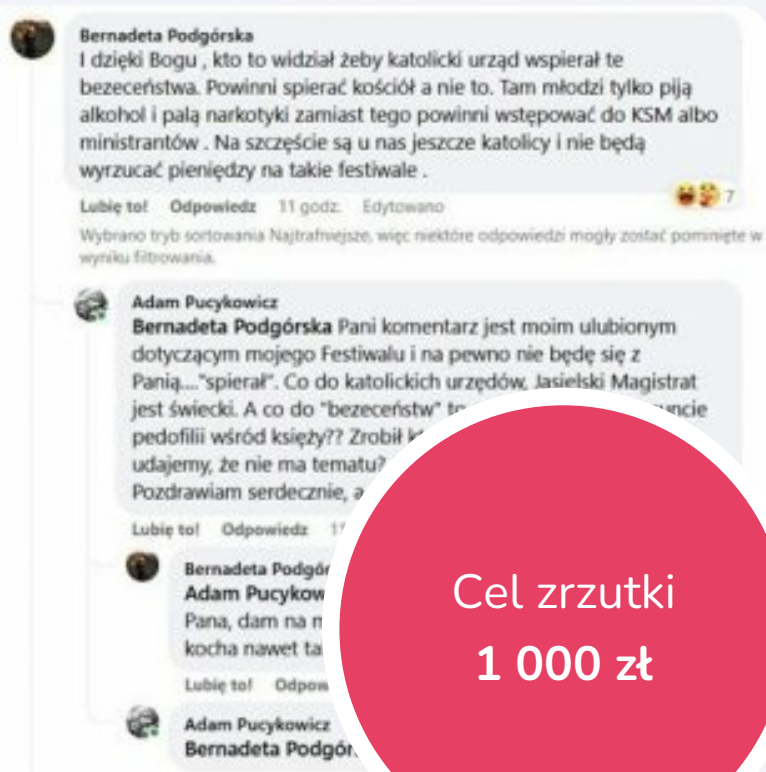 Bernadeta Podgórska
I dzięki Bogu , kto to widział żeby katolicki urząd wspierał te
bezeceństwa. Powinni spierać kościół a nie to. Tam młodzi tylko piją
alkohol i palą narkotyki zamiast tego powinni wstępować do KSM albo
ministrantów . Na szczęście są u nas jeszcze katolicy i nie będą
wyrzucać pieniędzy na takie festiwale .
7
Lubię to! Odpowiedz 11 godz. Edytowano
Wybrano tryb sortowania Najtrafniejsze, więc niektóre odpowiedzi mogły zostać pominięte w
wyniku filtrowania.
Adam Pucykowicz
Bernadeta Podgórska Pani komentarz jest moim ulubionym
dotyczącym mojego Festiwalu i na pewno nie będę się z
Panią...."spierał". Co do katolickich urzędów, Jasielski Magistrat
jest świecki. A co do "bezeceństw"
pedofilii wśród księży?? Zrobił
udajemy, że nie ma tematu?
Pozdrawiam serdecznie,
Lubię to! Odpowiedz
Bernadeta
Adam
Pana, dam na
kocha nawet
Lubię to!
Adam Pucykowicz
Bernadeta
Cel zrzutki
1 000 zł